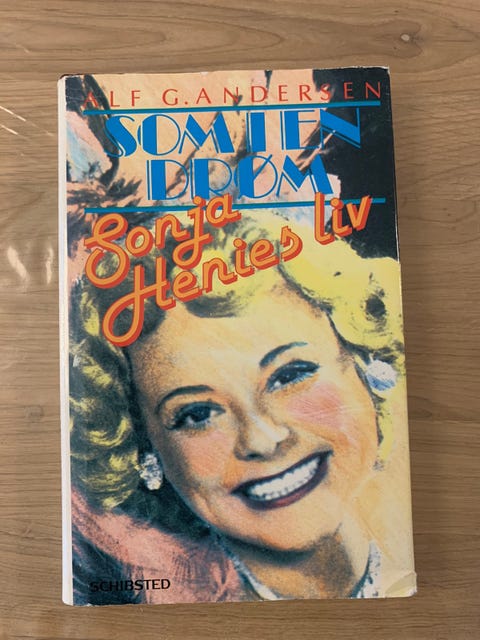 ALF G. ANDERSEN
SOM I EN
DRØM
Sonja
Henies liv
SCHIBSTED